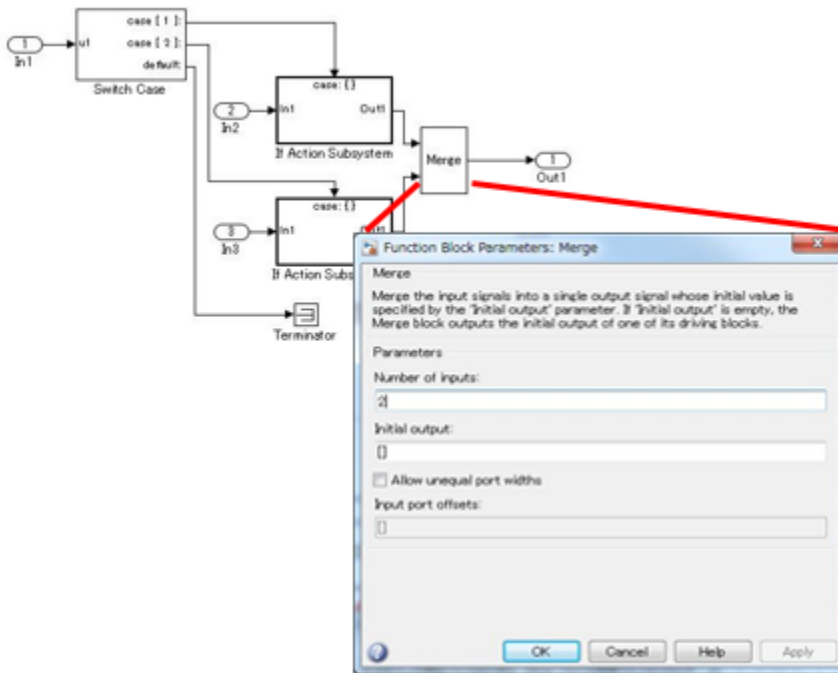 case [ 1 ]:
1
u1
case [ 2 ]:
In1
default:
Switch Case
case: {}
2
In1
Out1
In2
If Action Subsystem
Merge
1
Out1
case: {}
3
In1
In3
If Action
Terminator
Function Block Parameters: Merge
Merge
Merge the input signals into a single output signal whose initial value is
specified by the "Initial output" parameter. If "Initial output" is empty, the
Merge block outputs the initial output of one of its driving blocks.
Parameters
Number of inputs:
2
Initial output:
[]
Allow unequal port widths
Input port offsets:
[]
OK
Cancel
Help
Apply